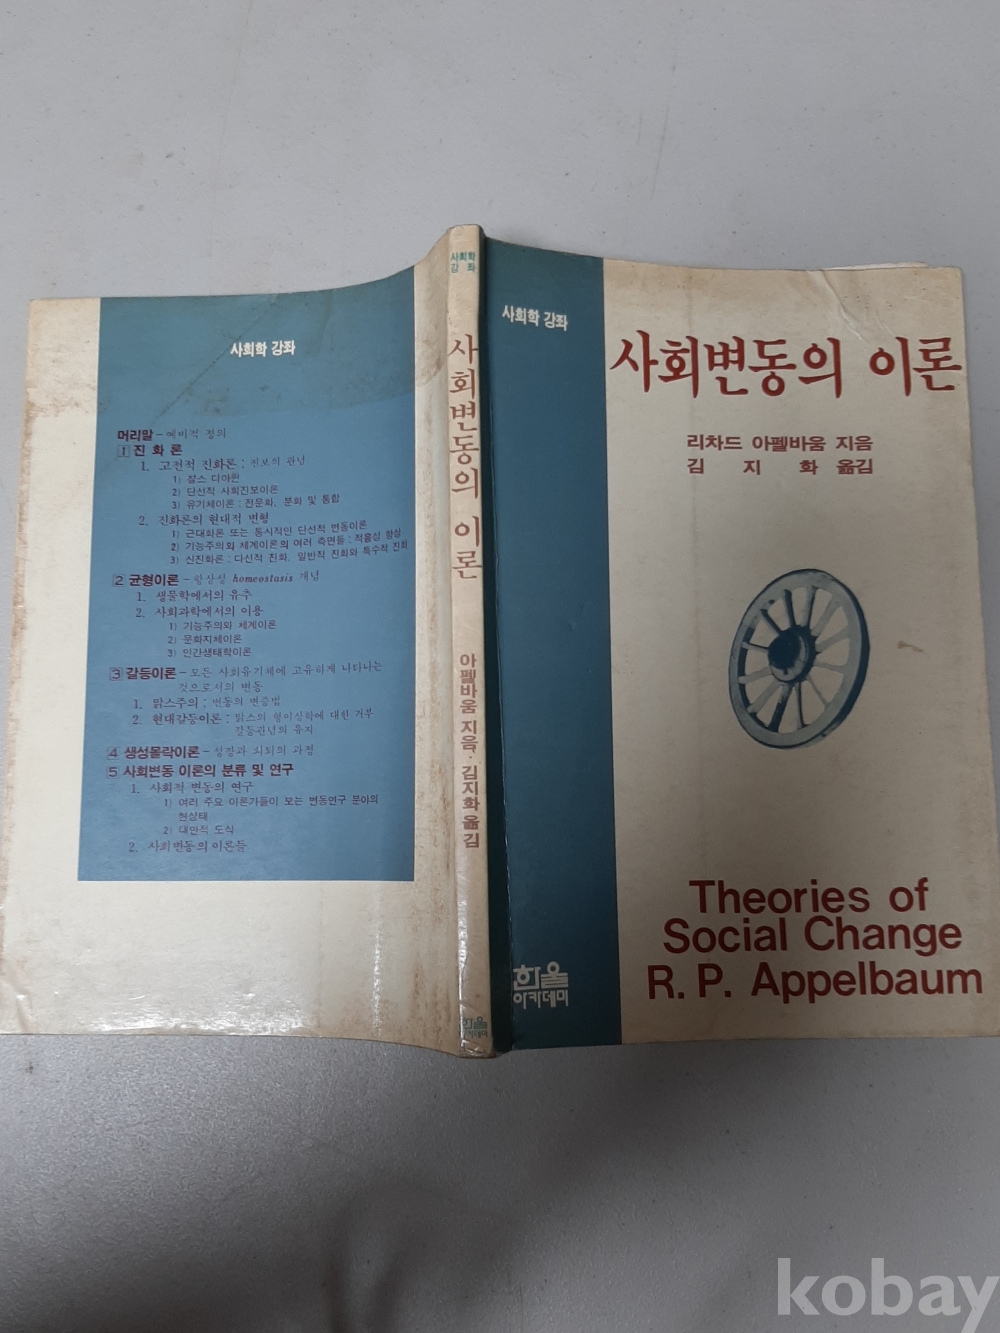 사회학 강좌
머리말 – 예비적 정의
1 진 화 론
1. 고전적 진화론 : 진보의 관념
1) 찰스 다아윈
2) 단선적 사회진보이론
3) 유기체이론 : 전문화, 분화 및 통합
2. 진화론의 현대적 변형
1) 근대화론 또는 동시적인 단선적 변동이론
2) 기능주의와 체계이론의 여러 측면들 : 적응성 향상
3) 신진화론 : 다선적 진화, 일반적 진화와 특수적 진화
2 균형이론 – 항상성 homeostasis 개념
1. 생물학에서의 유추
2. 사회과학에서의 이용
1) 기능주의와 체계이론
2) 문화지체이론
3) 인간생태학이론
3 갈등이론 – 모든 사회유기체에 고유하게 나타나는
것으로서의 변동
1. 맑스주의 : 변동의 변증법
2. 현대갈등이론 : 맑스의 형이상학에 대한 거부
갈등관념의 유지
4 생성몰락이론 – 성장과 쇠퇴의 과정
5 사회변동 이론의 분류 및 연구
1. 사회적 변동의 연구
1) 여러 주요 이론가들이 보는 변동연구 분야의
현상태
2) 대안적 도식
2. 사회변동의 이론들
사회학
강 좌
사회변동의 이론
아펠바움 지음·김지화 옮김
한울
아카데미
사회학 강좌
사회변동의 이론
리차드 아펠바움 지음
김 지 화 옮김
Theories of
Social Change
R. P. Appelbaum
한울
아카데미
kobay